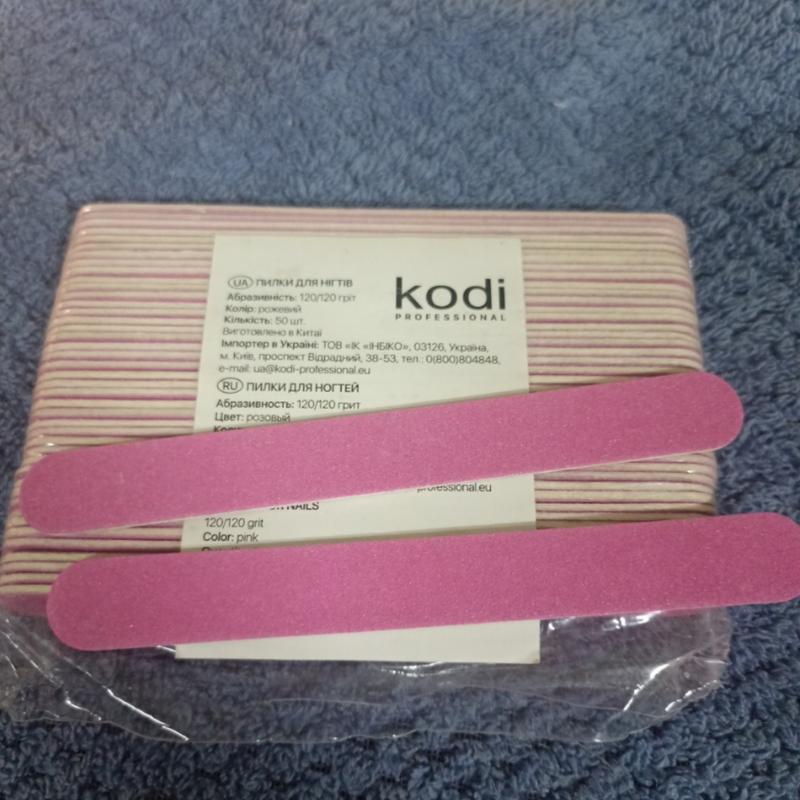 UA ПИЛКИ ДЛЯ НІГТІВ
Абразивність: 120/120 гріт
Колір: рожевий
Кількість: 50 шт.
Виготовлено в Китаї
kodi
PROFESSIONAL
Імпортер в Україні: ТОВ «ІК «ІНБІКО», 03126, Україна,
м. Київ, проспект Відрадний, 38-53, тел.: 0(800)804848,
e-mail: ua@kodi-professional.eu
RU ПИЛКИ ДЛЯ НОГТЕЙ
Абразивность: 120/120 грит
Цвет: розовый
professional.eu
NAILS
120/120 grit
Color: pink